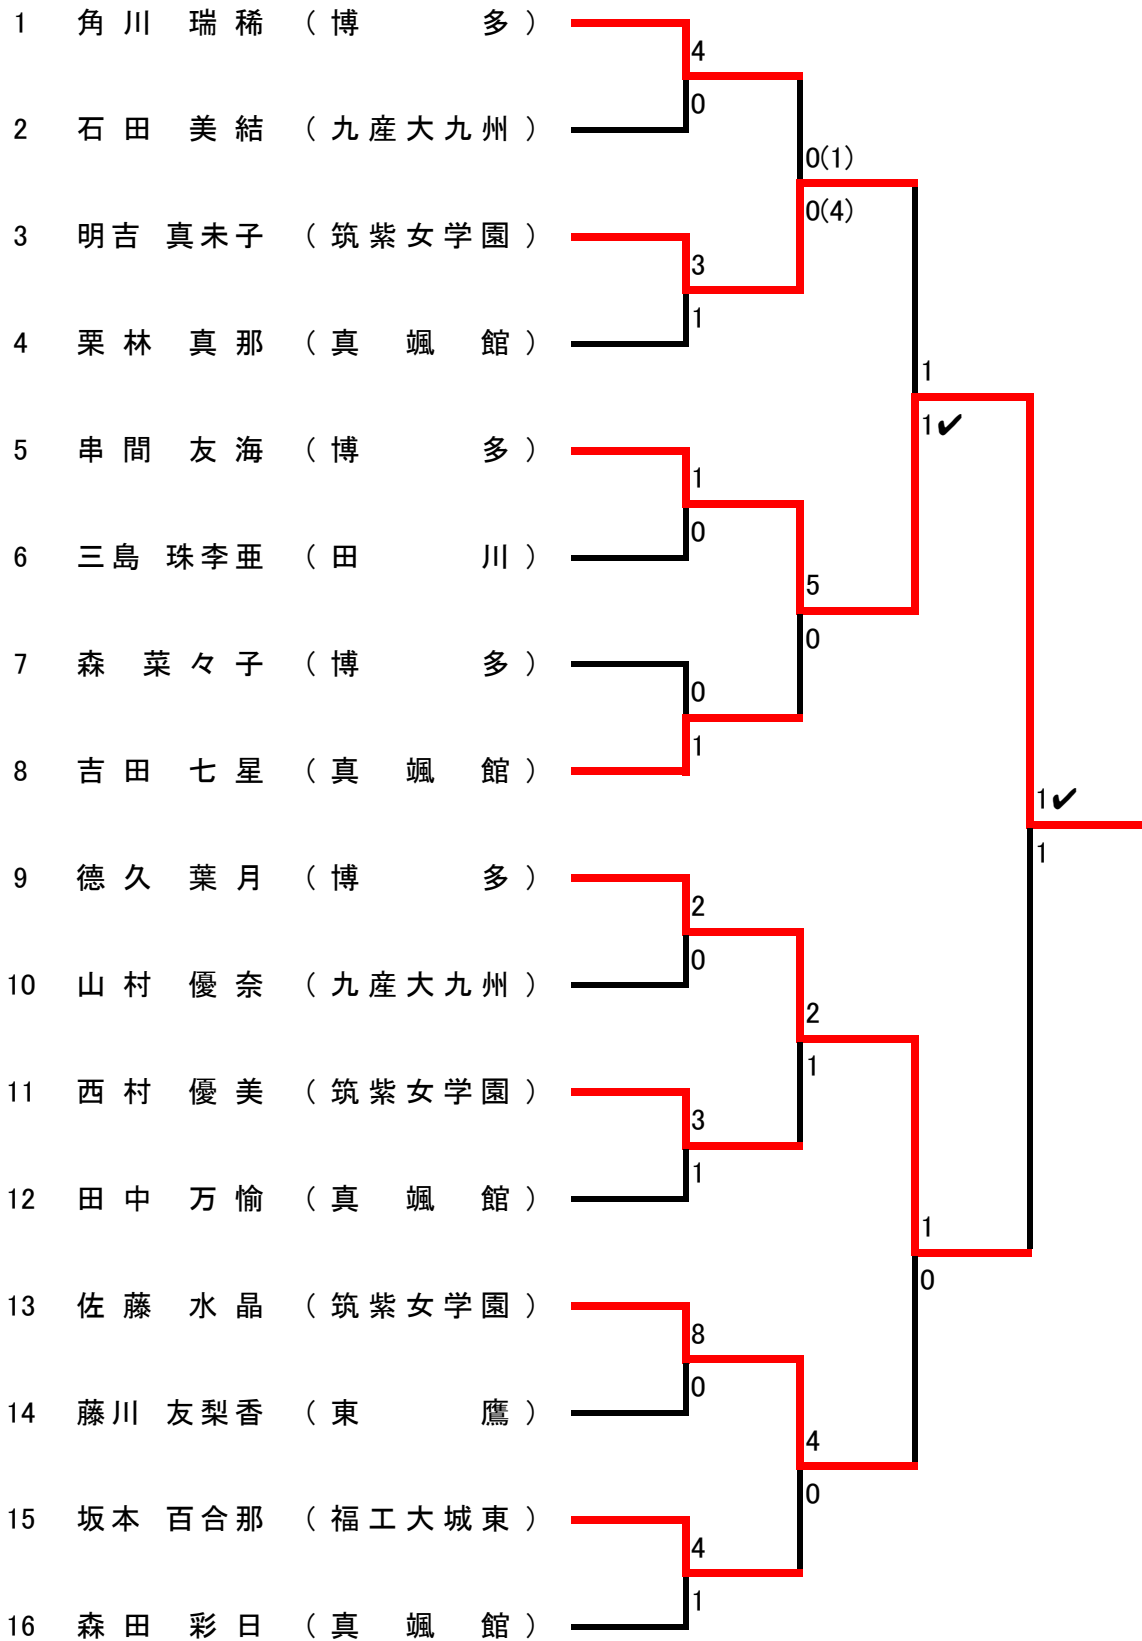 1 角川 瑞稀 (博多)
4
0
2 石田 美結 (九産大九州)
0(1)
0(4)
3 明吉 真未子 (筑紫女学園)
3
1
4 栗林 真那 (真颯館)
1
1✔
5 串間 友海 (博多)
1
0
6 三島 珠李亜 (田川)
5
0
7 森 菜々子 (博多)
0
1
8 吉田 七星 (真颯館)
1✔
1
9 德久 葉月 (博多)
2
0
10 山村 優奈 (九産大九州)
2
1
11 西村 優美 (筑紫女学園)
3
1
12 田中 万愉 (真颯館)
1
0
13 佐藤 水晶 (筑紫女学園)
8
0
14 藤川 友梨香 (東鷹)
4
0
15 坂本 百合那 (福工大城東)
4
1
16 森田 彩日 (真颯館)